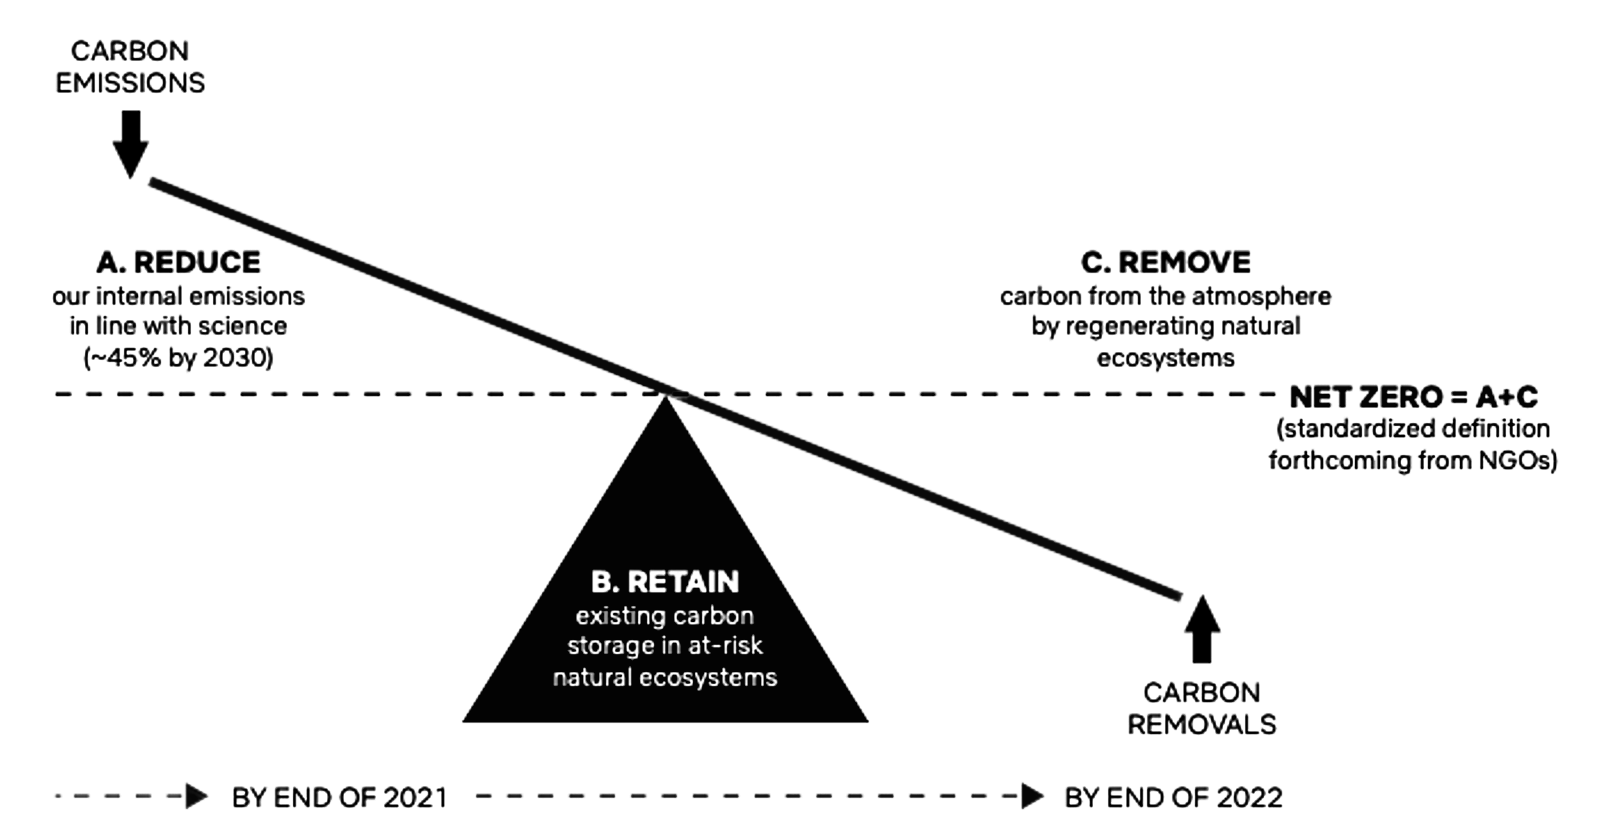 CARBON
EMISSIONS
A. REDUCE
our internal emissions
in line with science
(~45% by 2030)
C. REMOVE
carbon from the atmosphere
by regenerating natural
ecosystems
NET ZERO = A+C
(standardized definition
forthcoming from NGOs)
B. RETAIN
existing carbon
storage in at-risk
natural ecosystems
CARBON
REMOVALS
BY END OF 2021
BY END OF 2022